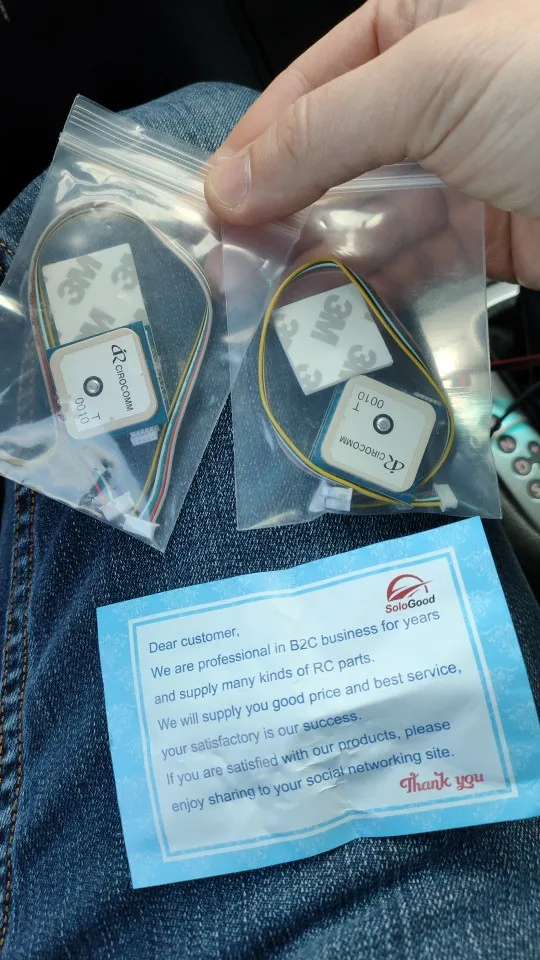 3M
3M
3M
CIROCOMM
T
0010
3M
T
0010
CIROCOMM
SoloGood
Dear customer,
We are professional in B2C business for years
and supply many kinds of RC parts.
We will supply you good price and best service,
your satisfactory is our success.
If you are satisfied with our products, please
enjoy sharing to your social networking site.
Thank you